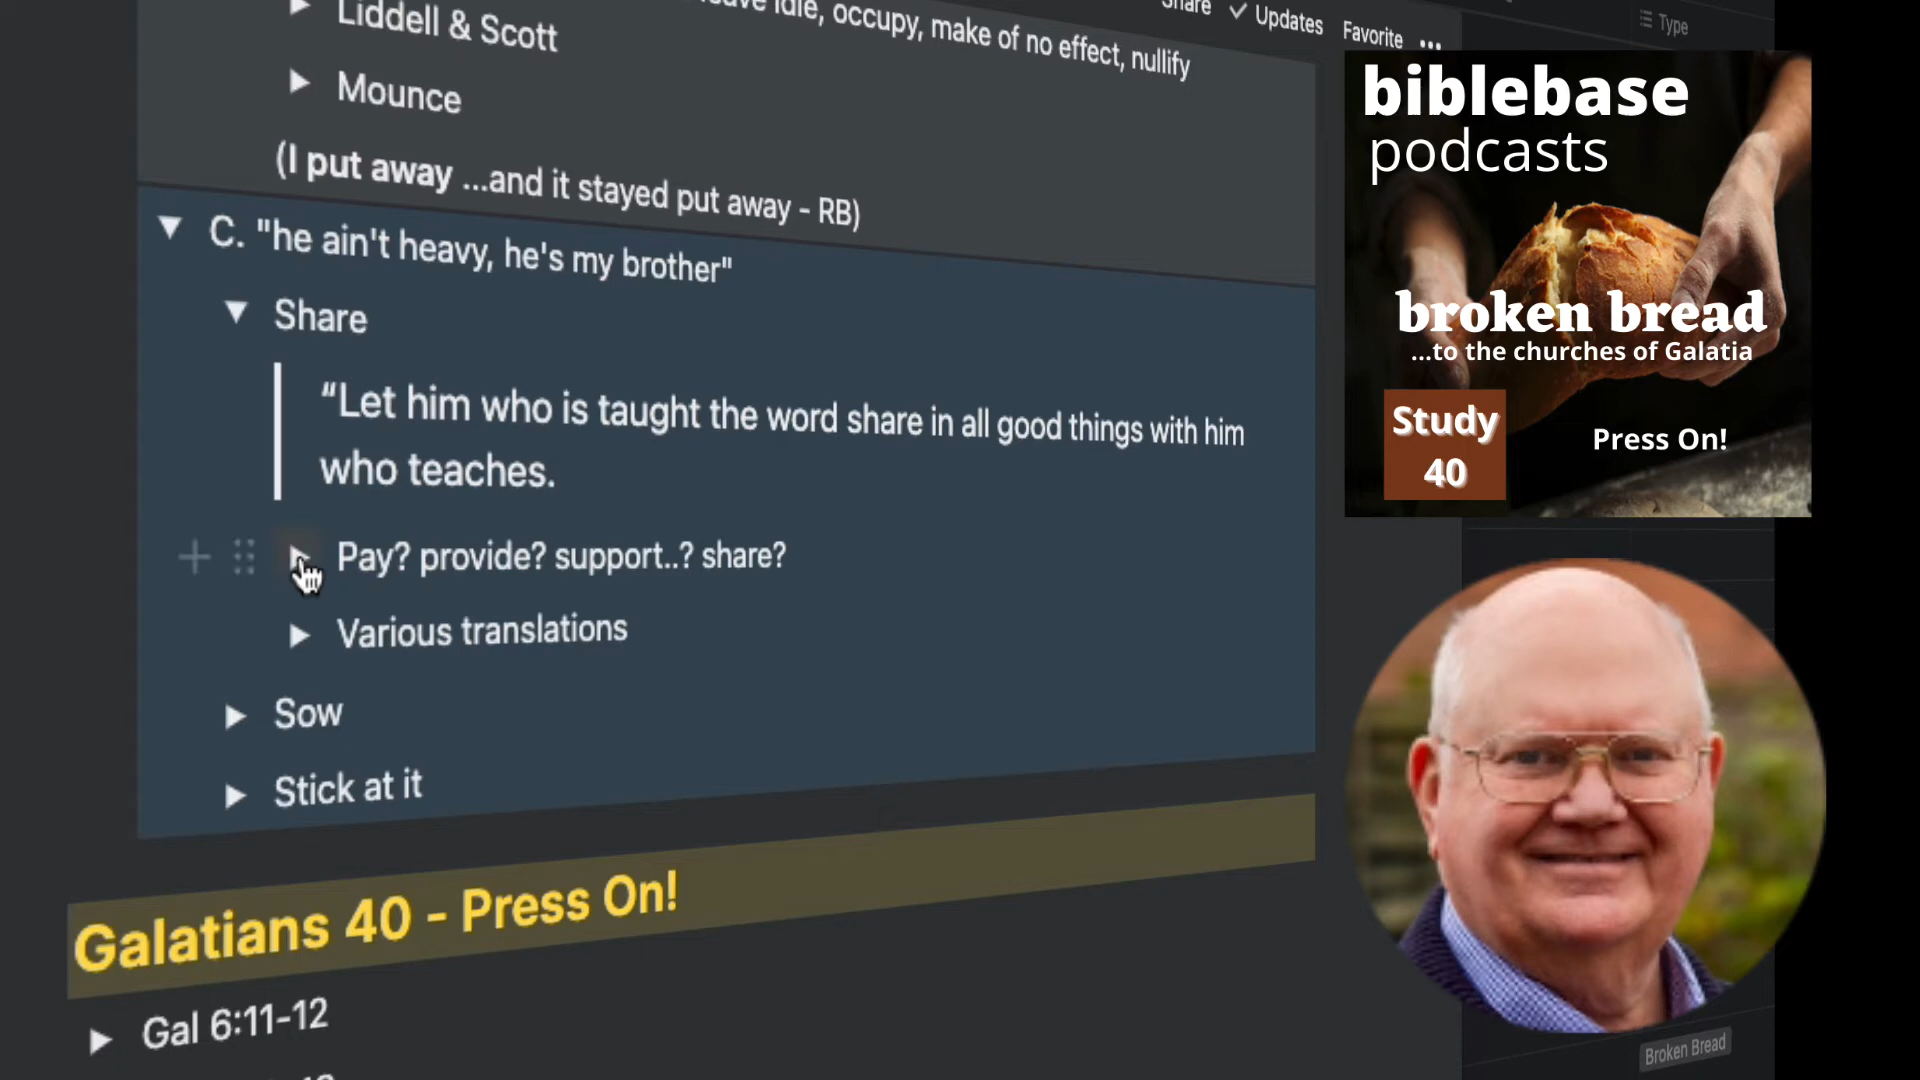 Share ✓ Updates Favorite •••
Type
idle, occupy, make of no effect, nullify
Liddell & Scott
Mounce
(I put away ...and it stayed put away - RB)
C. "he ain't heavy, he's my brother"
Share
“Let him who is taught the word share in all good things with him
who teaches.
Pay? provide? support..? share?
Various translations
Sow
Stick at it
Galatians 40 - Press On!
Gal 6:11-12
biblebase
podcasts
broken bread
...to the churches of Galatia
Study
40
Press On!
Broken Bread